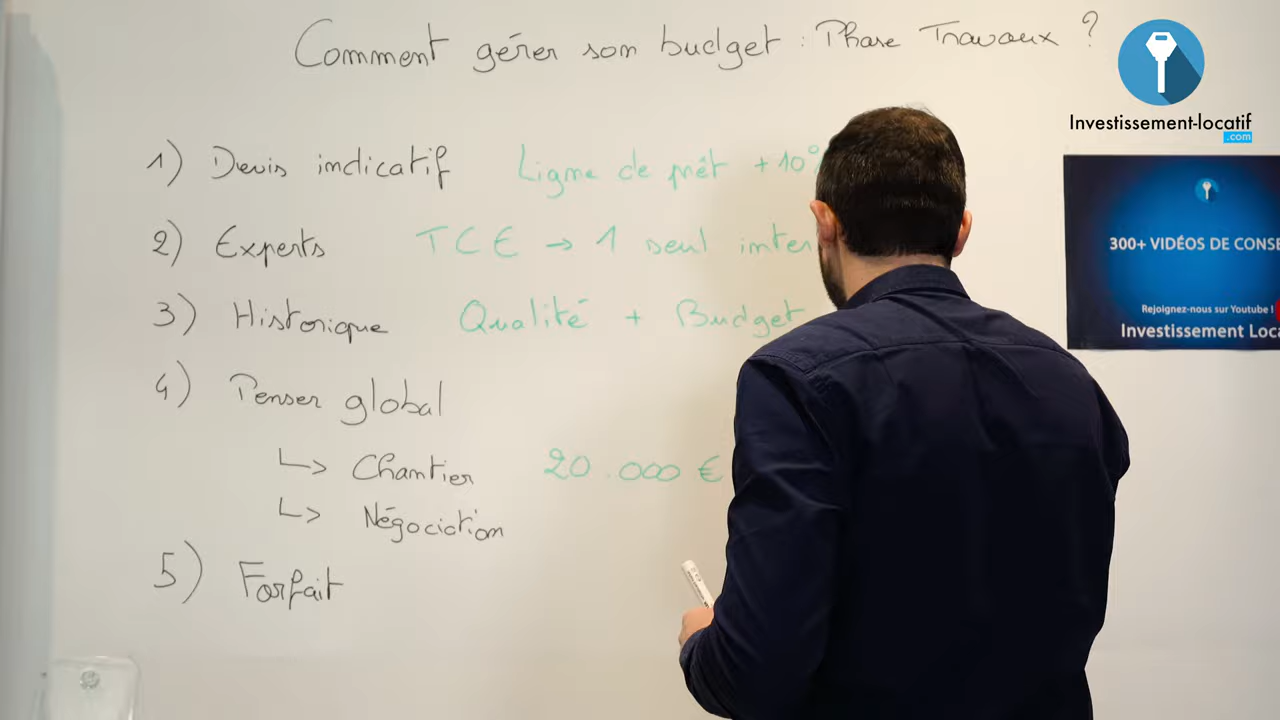 Comment gérer son budget : Phase Travaux ?
Investissement-locatif
.com
1) Devis indicatif Ligne de prêt +10%
2) Experts TCE → 1 seul inter
3) Historique Qualité + Budget
4) Penser global
↳ Chantier 20.000 €
↳ Négociation
5) Forfait
300+ VIDÉOS DE CONSE
Rejoignez-nous sur Youtube !
Investissement Loca